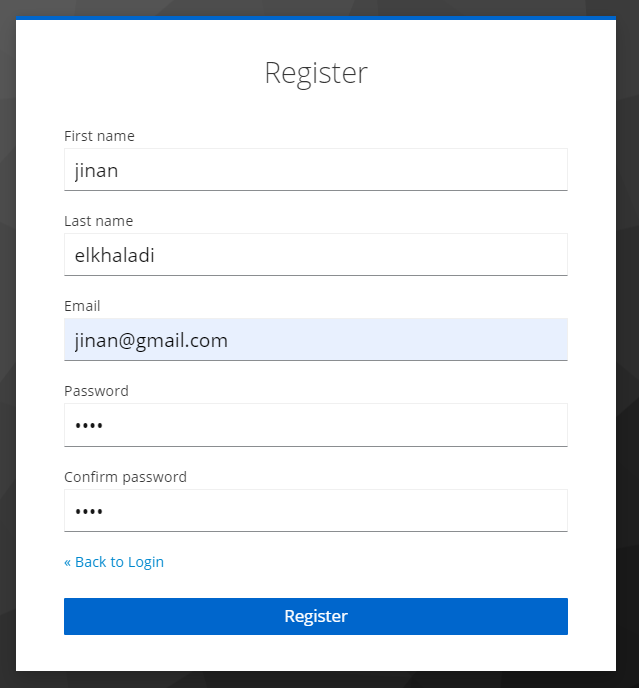 Register
First name
jinan
Last name
elkhaladi
Email
jinan@gmail.com
Password
••••
Confirm password
••••
« Back to Login
Register